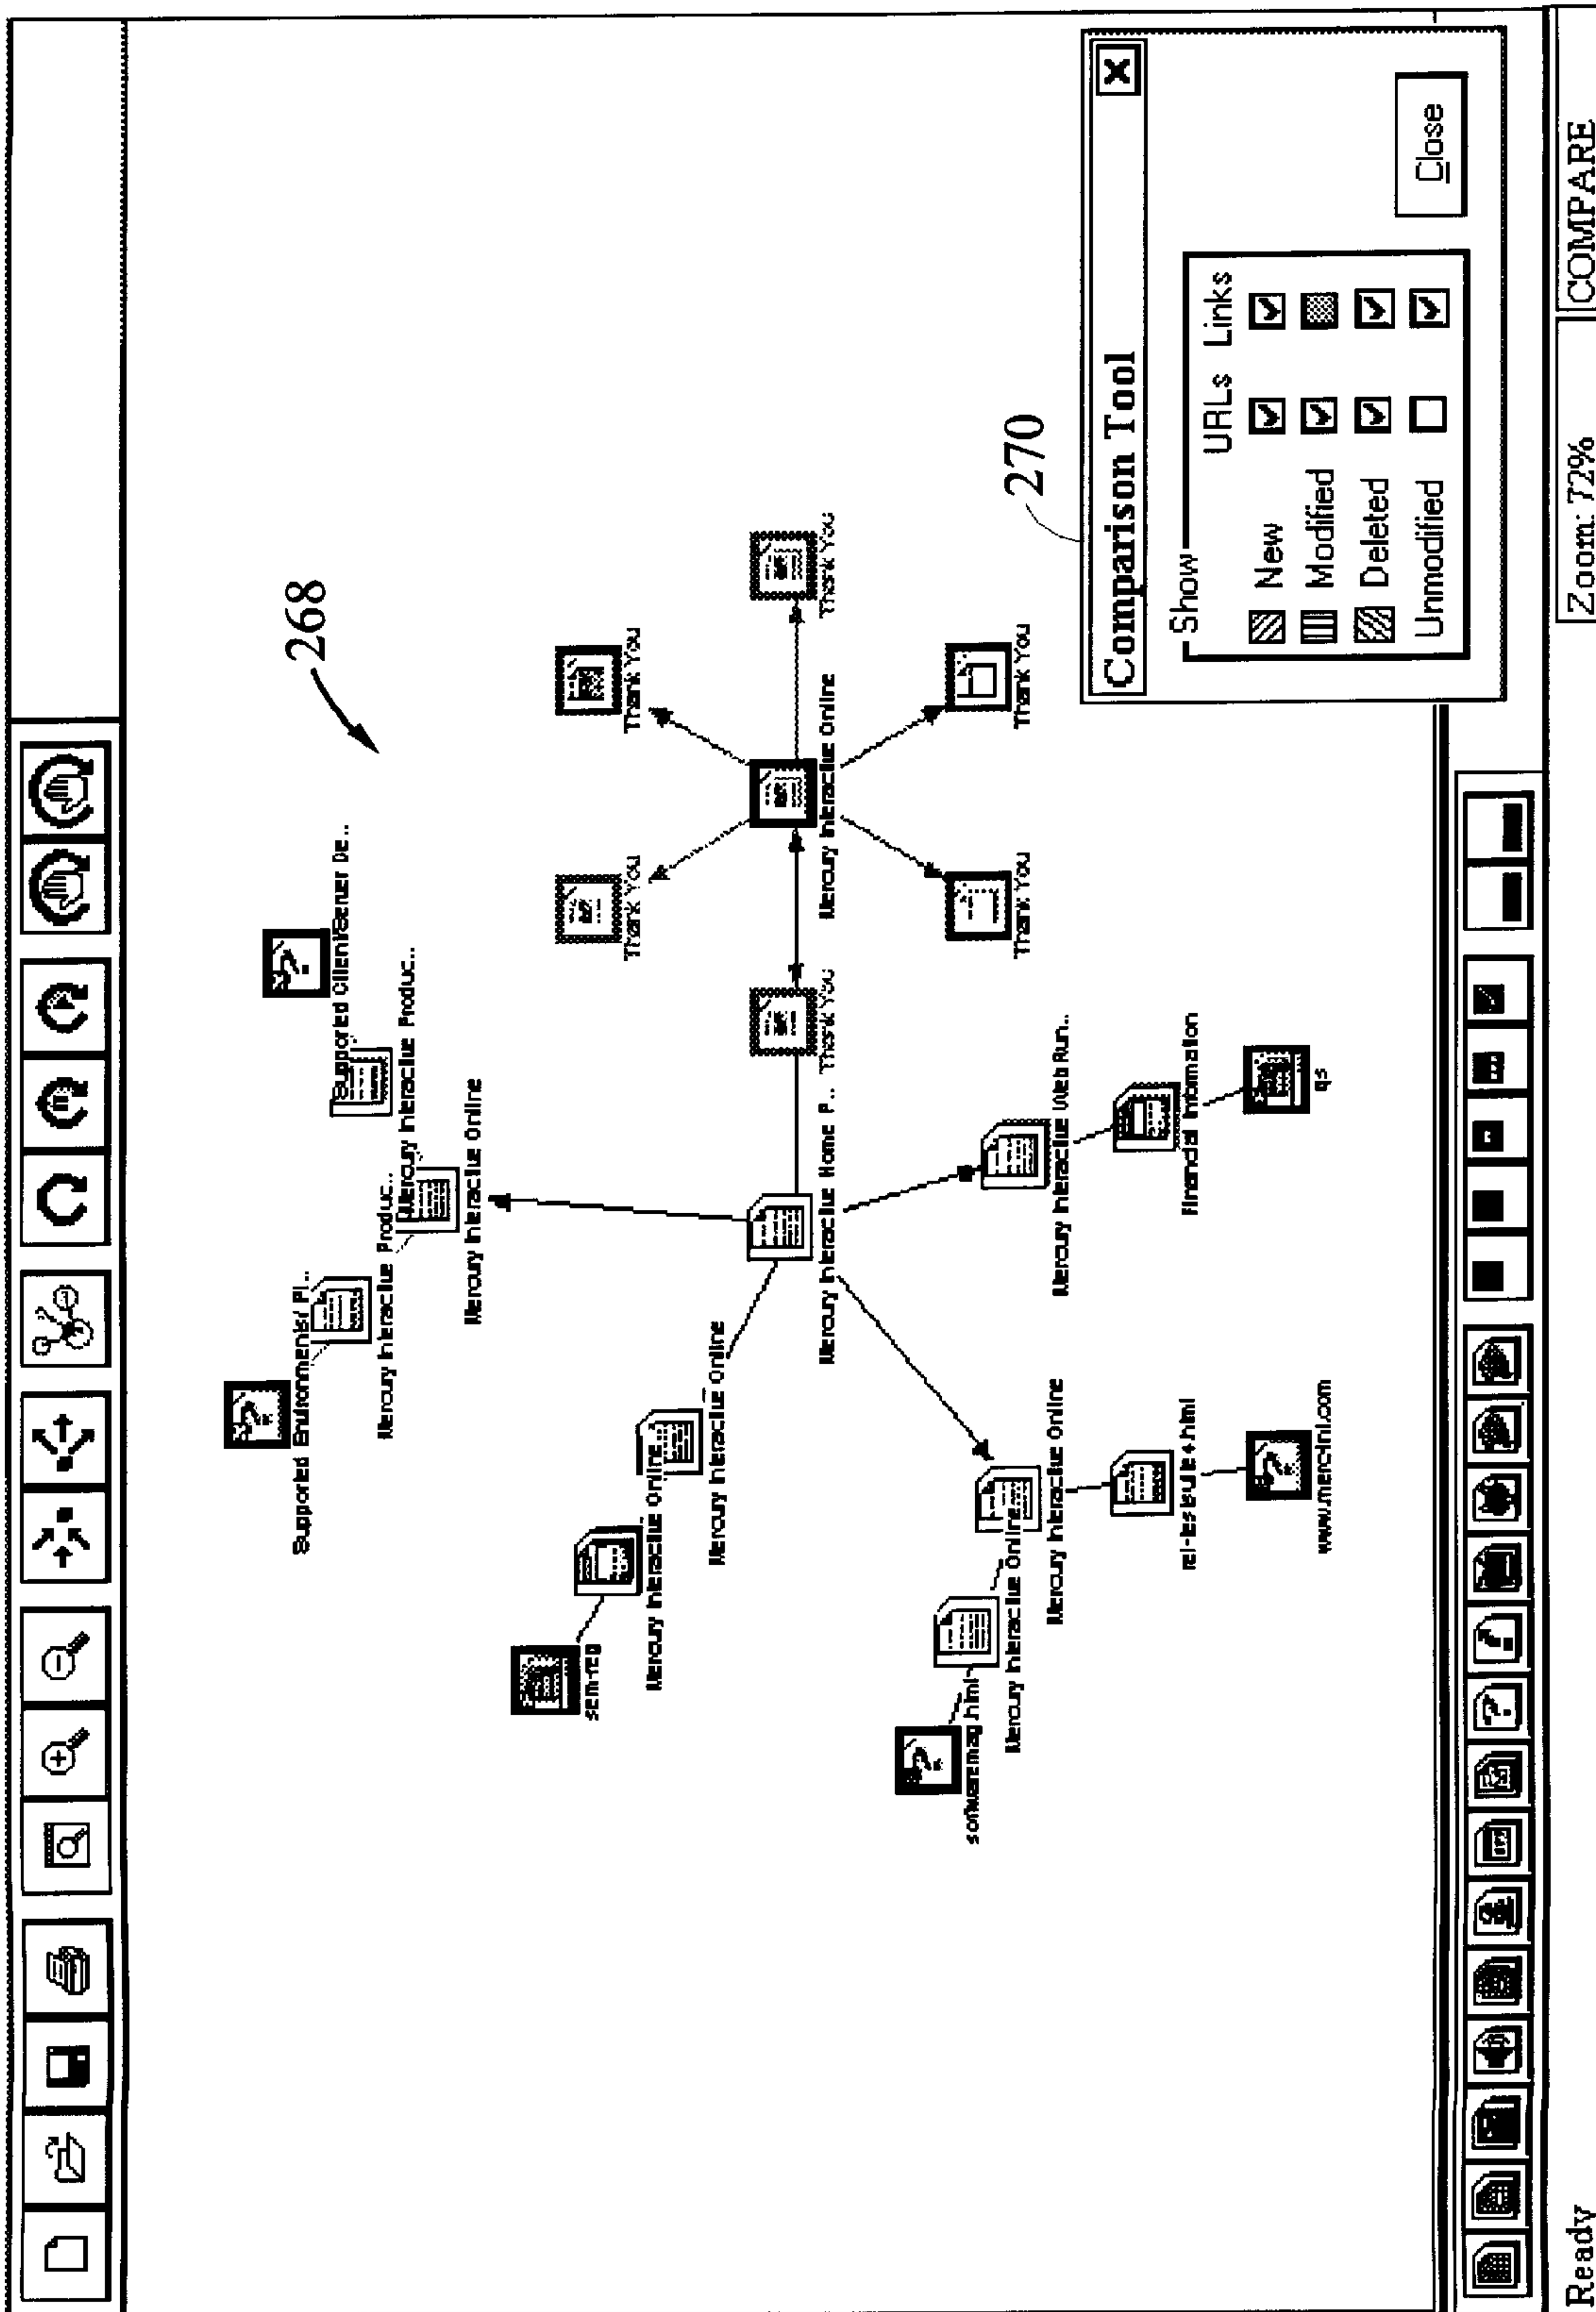 268
Supported Client/Server De..
Supported Environments/ Pl..
Mercury Interactive Produc..
Mercury Interactive Produc..
Mercury Interactive Online
Thank You
Thank You
sem-reg
Mercury Interactive Online..
Mercury Interactive Online
Mercury Interactive Home P..
Thank You
Mercury Interactive Online
Thank You
softwaremag.html
Mercury Interactive Online..
Mercury Interactive Online
Mercury Interactive Web Run..
Thank You
Thank You
Financial Information
www.merc-int.com
qs
270
Comparison Tool
Show
URLs Links
New
Modified
Deleted
Unmodified
Close
Ready
Zoom: 72%
COMPARE